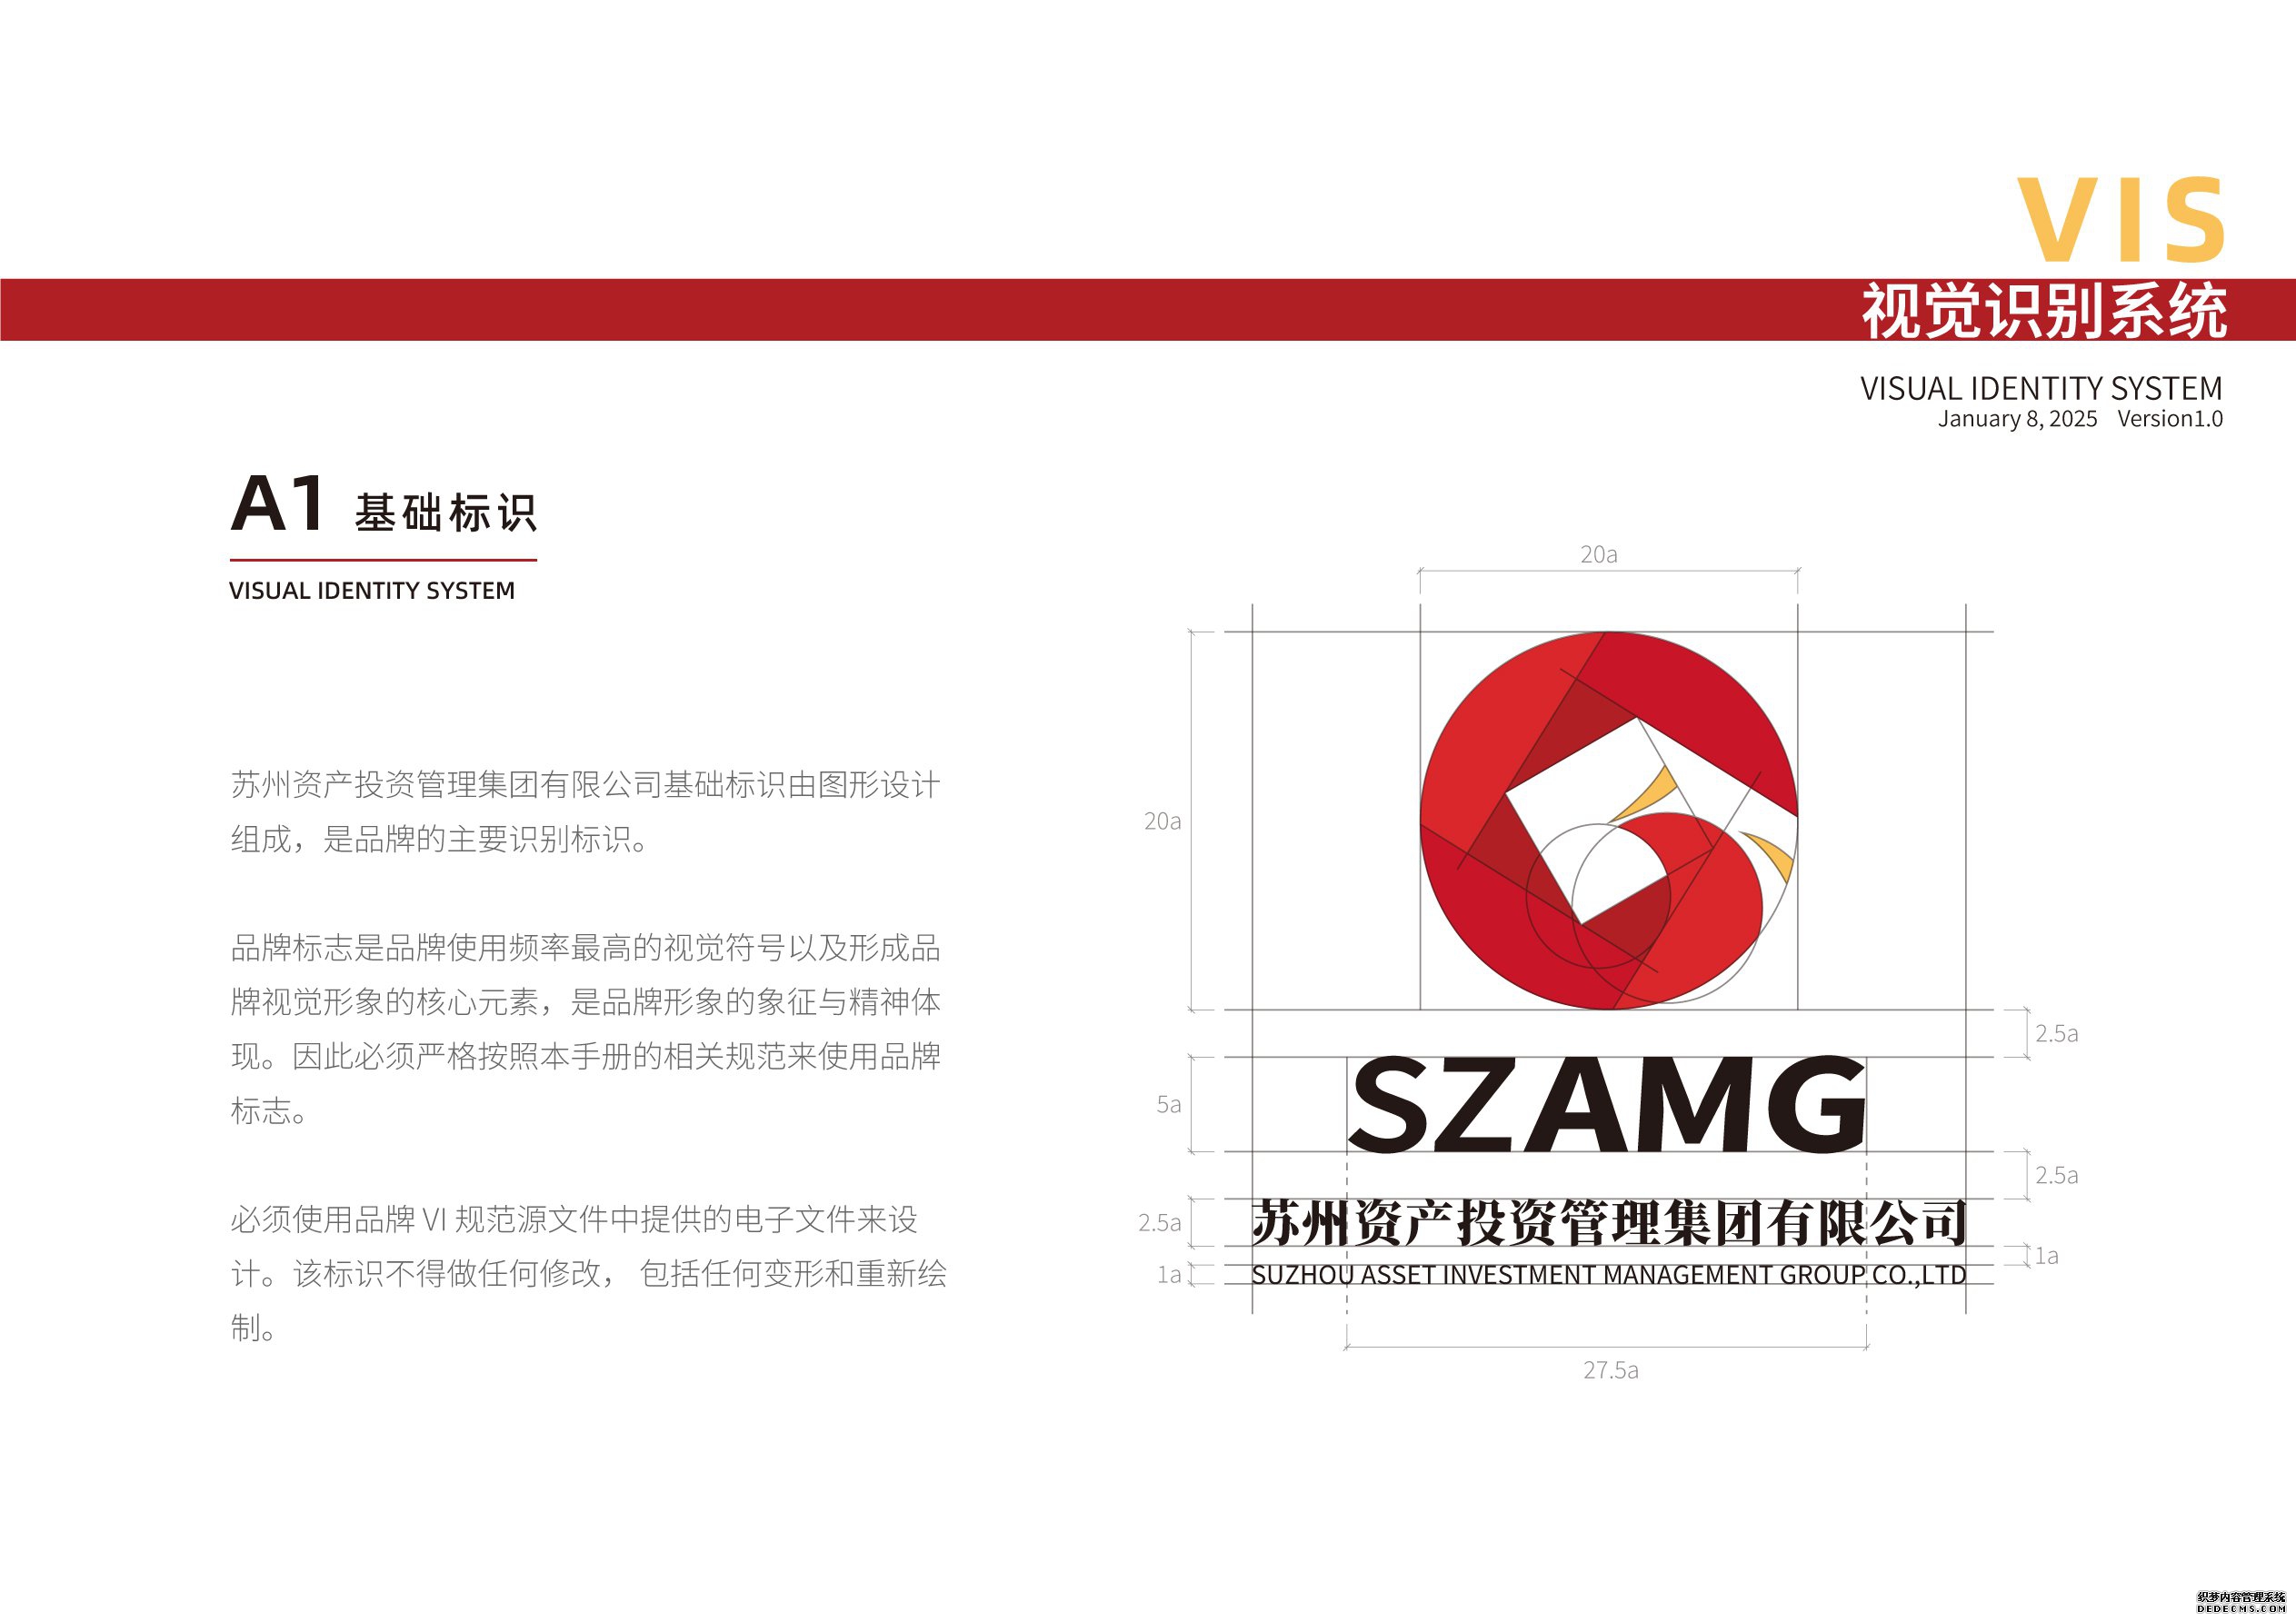 VIS
视觉识别系统
VISUAL IDENTITY SYSTEM
January 8, 2025 Version1.0
A1 基础标识
VISUAL IDENTITY SYSTEM
苏州资产投资管理集团有限公司基础标识由图形设计
组成，是品牌的主要识别标识。
品牌标志是品牌使用频率最高的视觉符号以及形成品
牌视觉形象的核心元素，是品牌形象的象征与精神体
现。因此必须严格按照本手册的相关规范来使用品牌
标志。
必须使用品牌 VI 规范源文件中提供的电子文件来设
计。该标识不得做任何修改， 包括任何变形和重新绘
制。
20a
20a
2.5a
SZAMG
5a
2.5a
苏州资产投资管理集团有限公司
2.5a
1a
SUZHOU ASSET INVESTMENT MANAGEMENT GROUP CO.,LTD
1a
27.5a
织梦内容管理系统
DEDECMS.COM